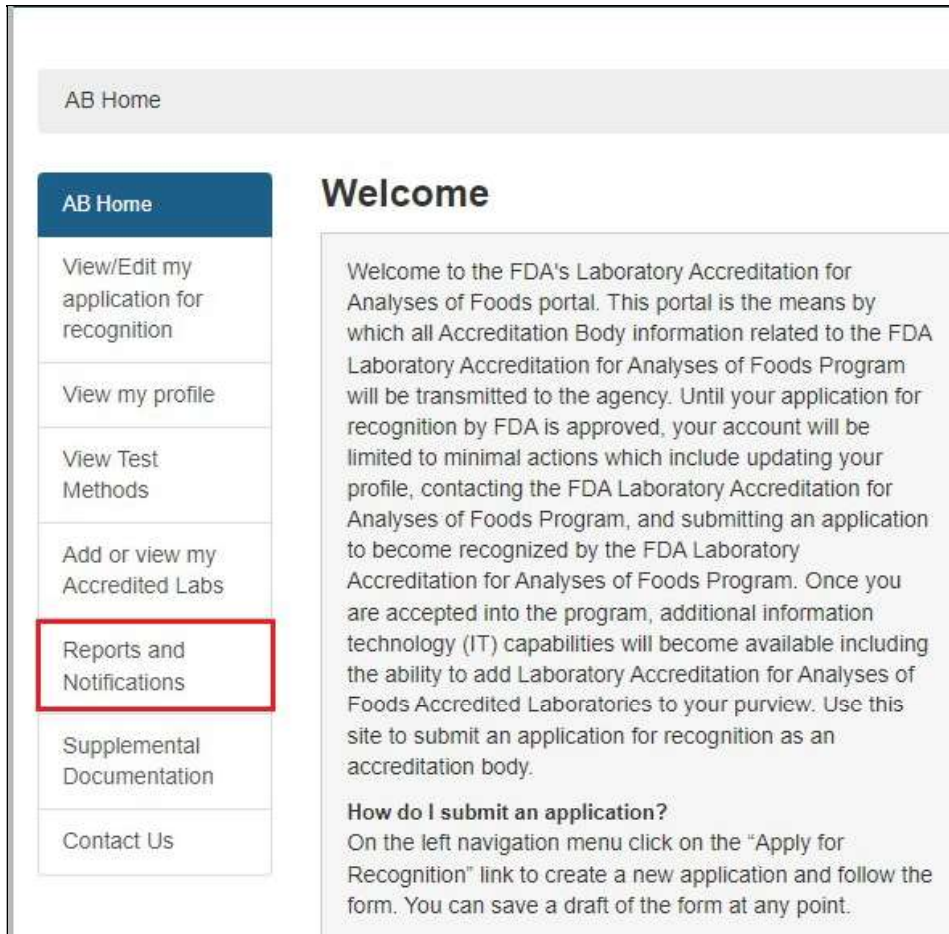 AB Home
AB Home
View/Edit my
application for
recognition
View my profile
View Test
Methods
Add or view my
Accredited Labs
Reports and
Notifications
Supplemental
Documentation
Contact Us
Welcome
Welcome to the FDA's Laboratory Accreditation for
Analyses of Foods portal. This portal is the means by
which all Accreditation Body information related to the FDA
Laboratory Accreditation for Analyses of Foods Program
will be transmitted to the agency. Until your application for
recognition by FDA is approved, your account will be
limited to minimal actions which include updating your
profile, contacting the FDA Laboratory Accreditation for
Analyses of Foods Program, and submitting an application
to become recognized by the FDA Laboratory
Accreditation for Analyses of Foods Program. Once you
are accepted into the program, additional information
technology (IT) capabilities will become available including
the ability to add Laboratory Accreditation for Analyses of
Foods Accredited Laboratories to your purview. Use this
site to submit an application for recognition as an
accreditation body.
How do I submit an application?
On the left navigation menu click on the “Apply for
Recognition” link to create a new application and follow the
form. You can save a draft of the form at any point.